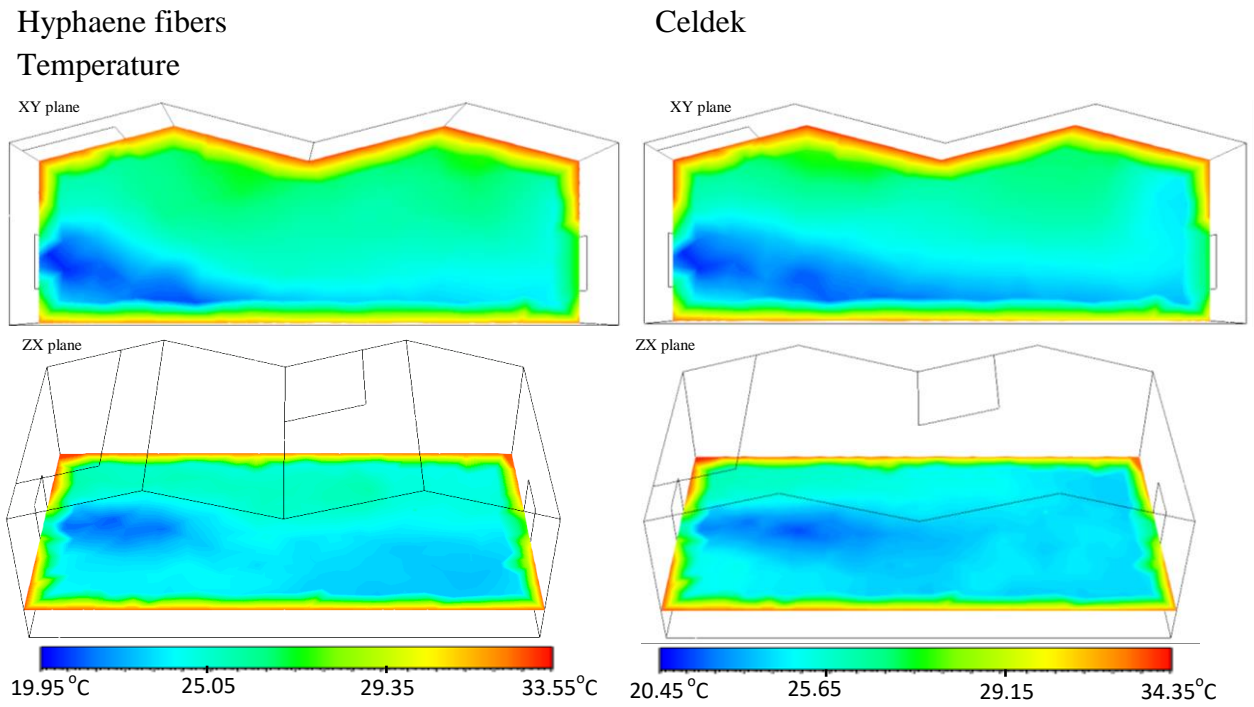 Hyphaene fibers
Celdek
Temperature
XY plane
XY plane
ZX plane
ZX plane
19.95 °C 25.05 29.35 33.55°C
20.45 °C 25.65 29.15 34.35°C